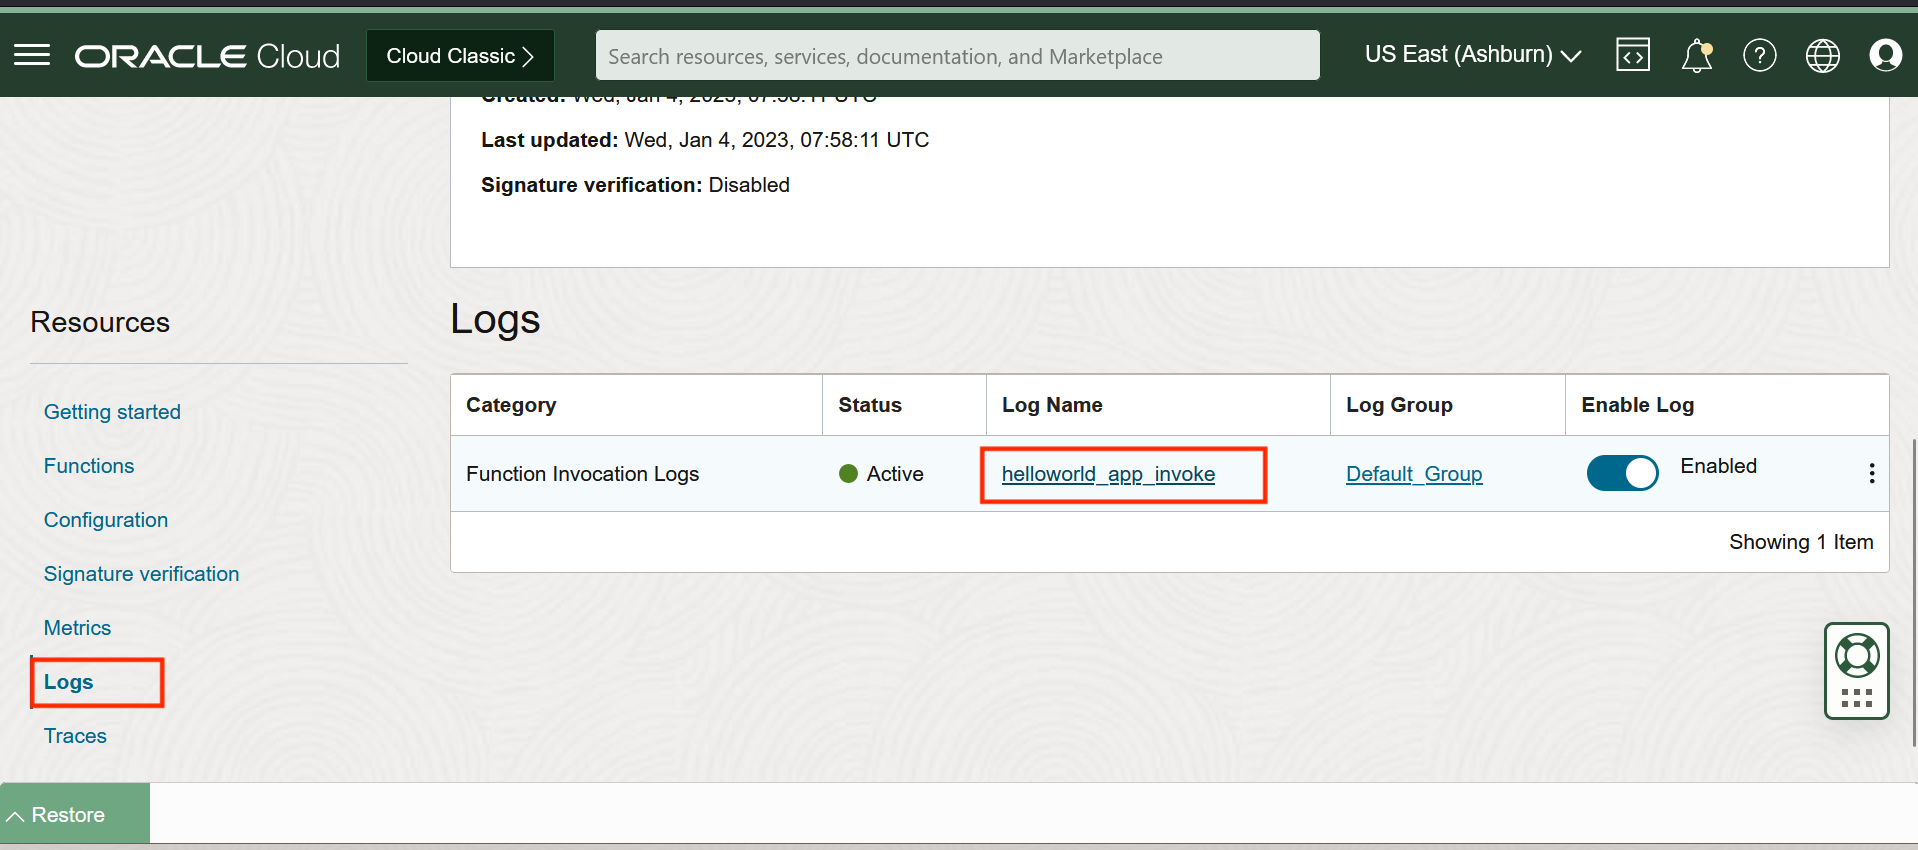 ORACLE Cloud
Cloud Classic
Search resources, services, documentation, and Marketplace
US East (Ashburn)
Created: Wed, Jan 4, 2023, 07:58:11 UTC
Last updated: Wed, Jan 4, 2023, 07:58:11 UTC
Signature verification: Disabled
Resources
Getting started
Functions
Configuration
Signature verification
Metrics
Logs
Traces
Logs
Category Status Log Name Log Group Enable Log
Function Invocation Logs Active helloworld_app_invoke Default_Group Enabled
Showing 1 Item
Restore